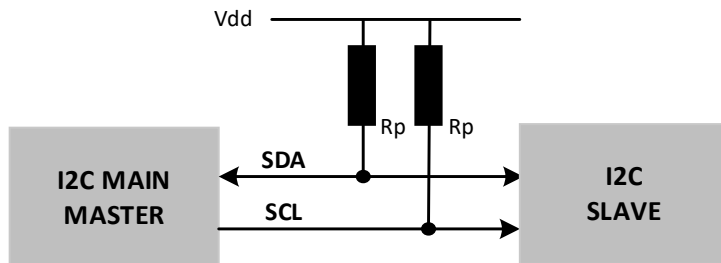 Vdd
Rp
Rp
SDA
I2C MAIN
MASTER
SCL
I2C
SLAVE